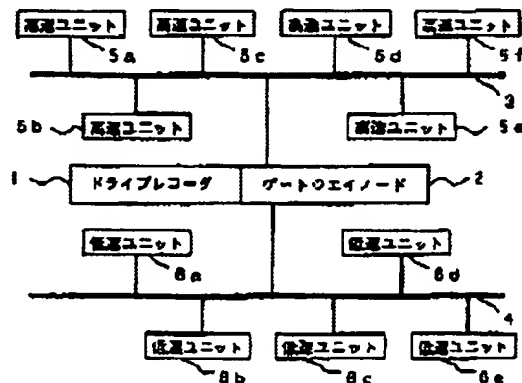 高速ユニット 高速ユニット 高速ユニット 高速ユニット
5a 5c 5d 5f
3
5b 高速ユニット 高速ユニット 5e
1 ドライブレコーダ ゲートウエイノード 2
低速ユニット 低速ユニット
6a 6d
4
低速ユニット 低速ユニット 低速ユニット
6b 6c 6e